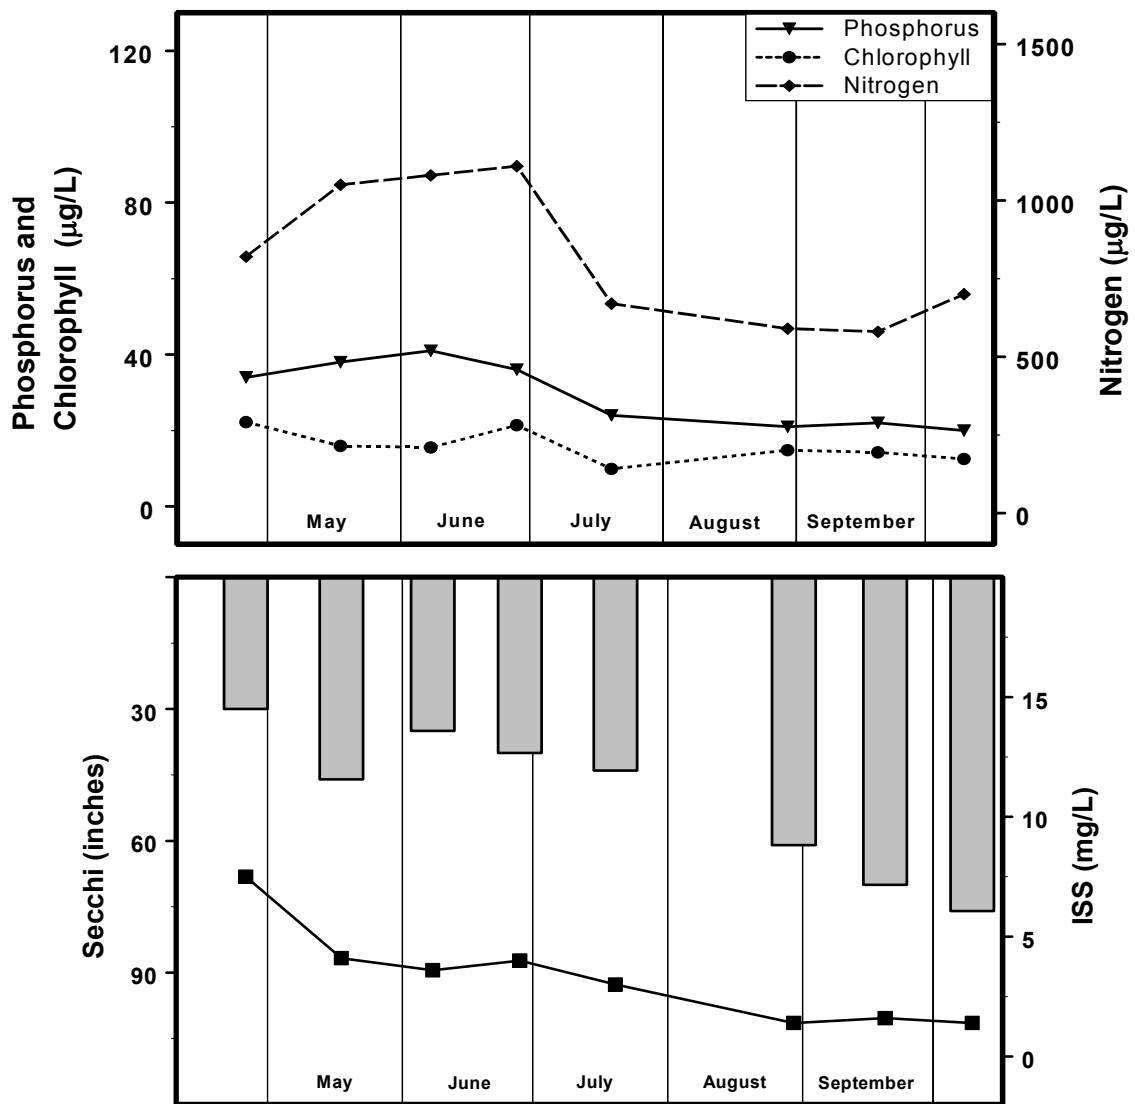 Phosphorus
Chlorophyll
Nitrogen
120
80
40
0
1500
1000
500
0
Phosphorus and
Chlorophyll (µg/L)
Nitrogen (µg/L)
May June July August September
30
60
90
15
10
5
0
Secchi (inches)
ISS (mg/L)
May June July August September